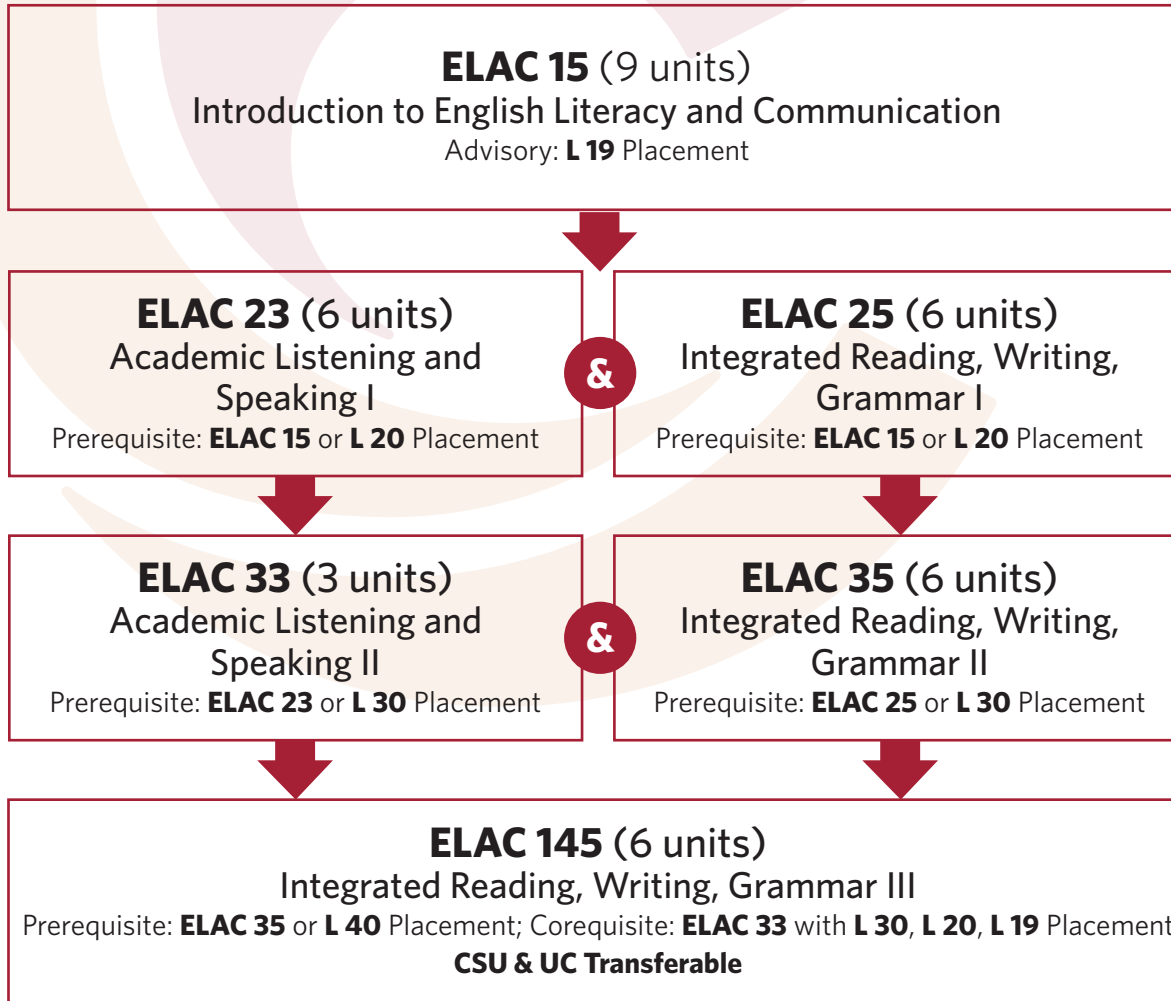 ELAC 15 (9 units)
Introduction to English Literacy and Communication
Advisory: L 19 Placement
ELAC 23 (6 units)
Academic Listening and
Speaking I
Prerequisite: ELAC 15 or L 20 Placement
&
ELAC 25 (6 units)
Integrated Reading, Writing,
Grammar I
Prerequisite: ELAC 15 or L 20 Placement
ELAC 33 (3 units)
Academic Listening and
Speaking II
Prerequisite: ELAC 23 or L 30 Placement
&
ELAC 35 (6 units)
Integrated Reading, Writing,
Grammar II
Prerequisite: ELAC 25 or L 30 Placement
ELAC 145 (6 units)
Integrated Reading, Writing, Grammar III
Prerequisite: ELAC 35 or L 40 Placement; Corequisite: ELAC 33 with L 30, L 20, L 19 Placement
CSU & UC Transferable